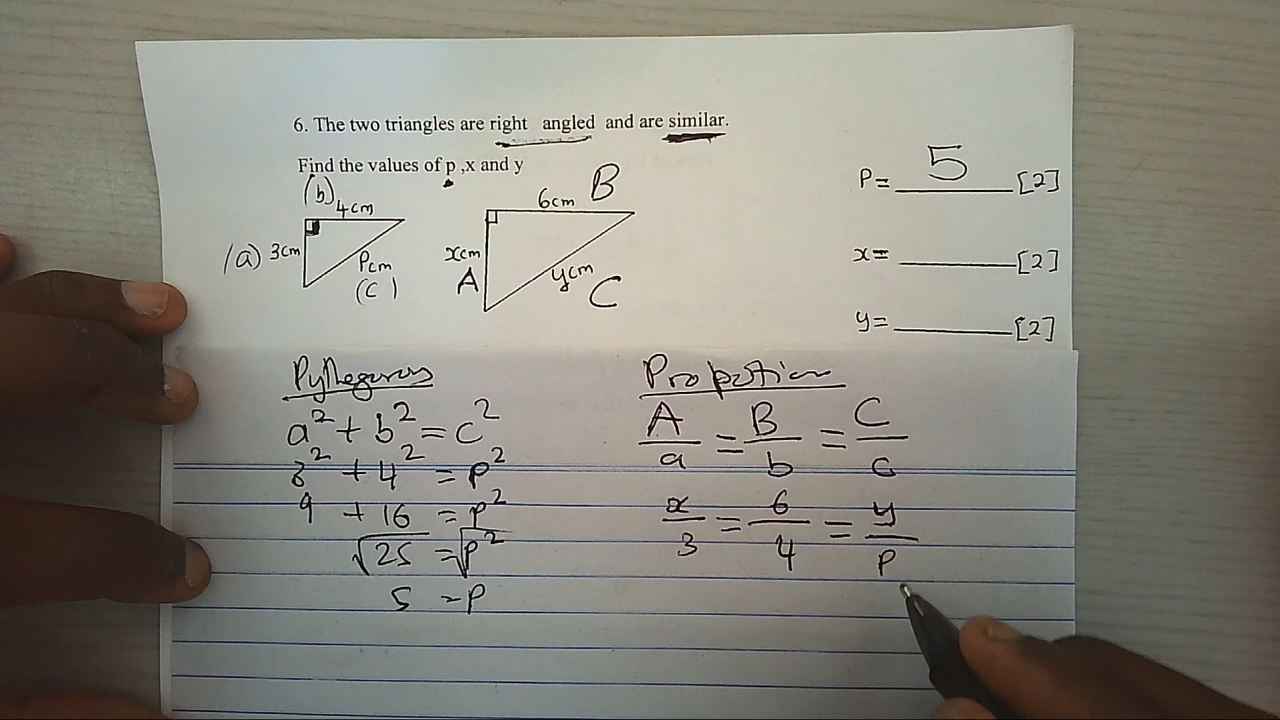 6. The two triangles are right angled and are similar.
Find the values of p ,x and y
(b) 4cm
(a) 3cm
Pcm
(c)
6cm B
xcm
A
ycm
C
P= 5 [2]
x= [2]
y= [2]
Pythegoras
a² + b² = c²
3² + 4² = p²
9 + 16 = p²
√25 = √p²
5 = p
Propotion
A/a = B/b = C/c
x/3 = 6/4 = y/p